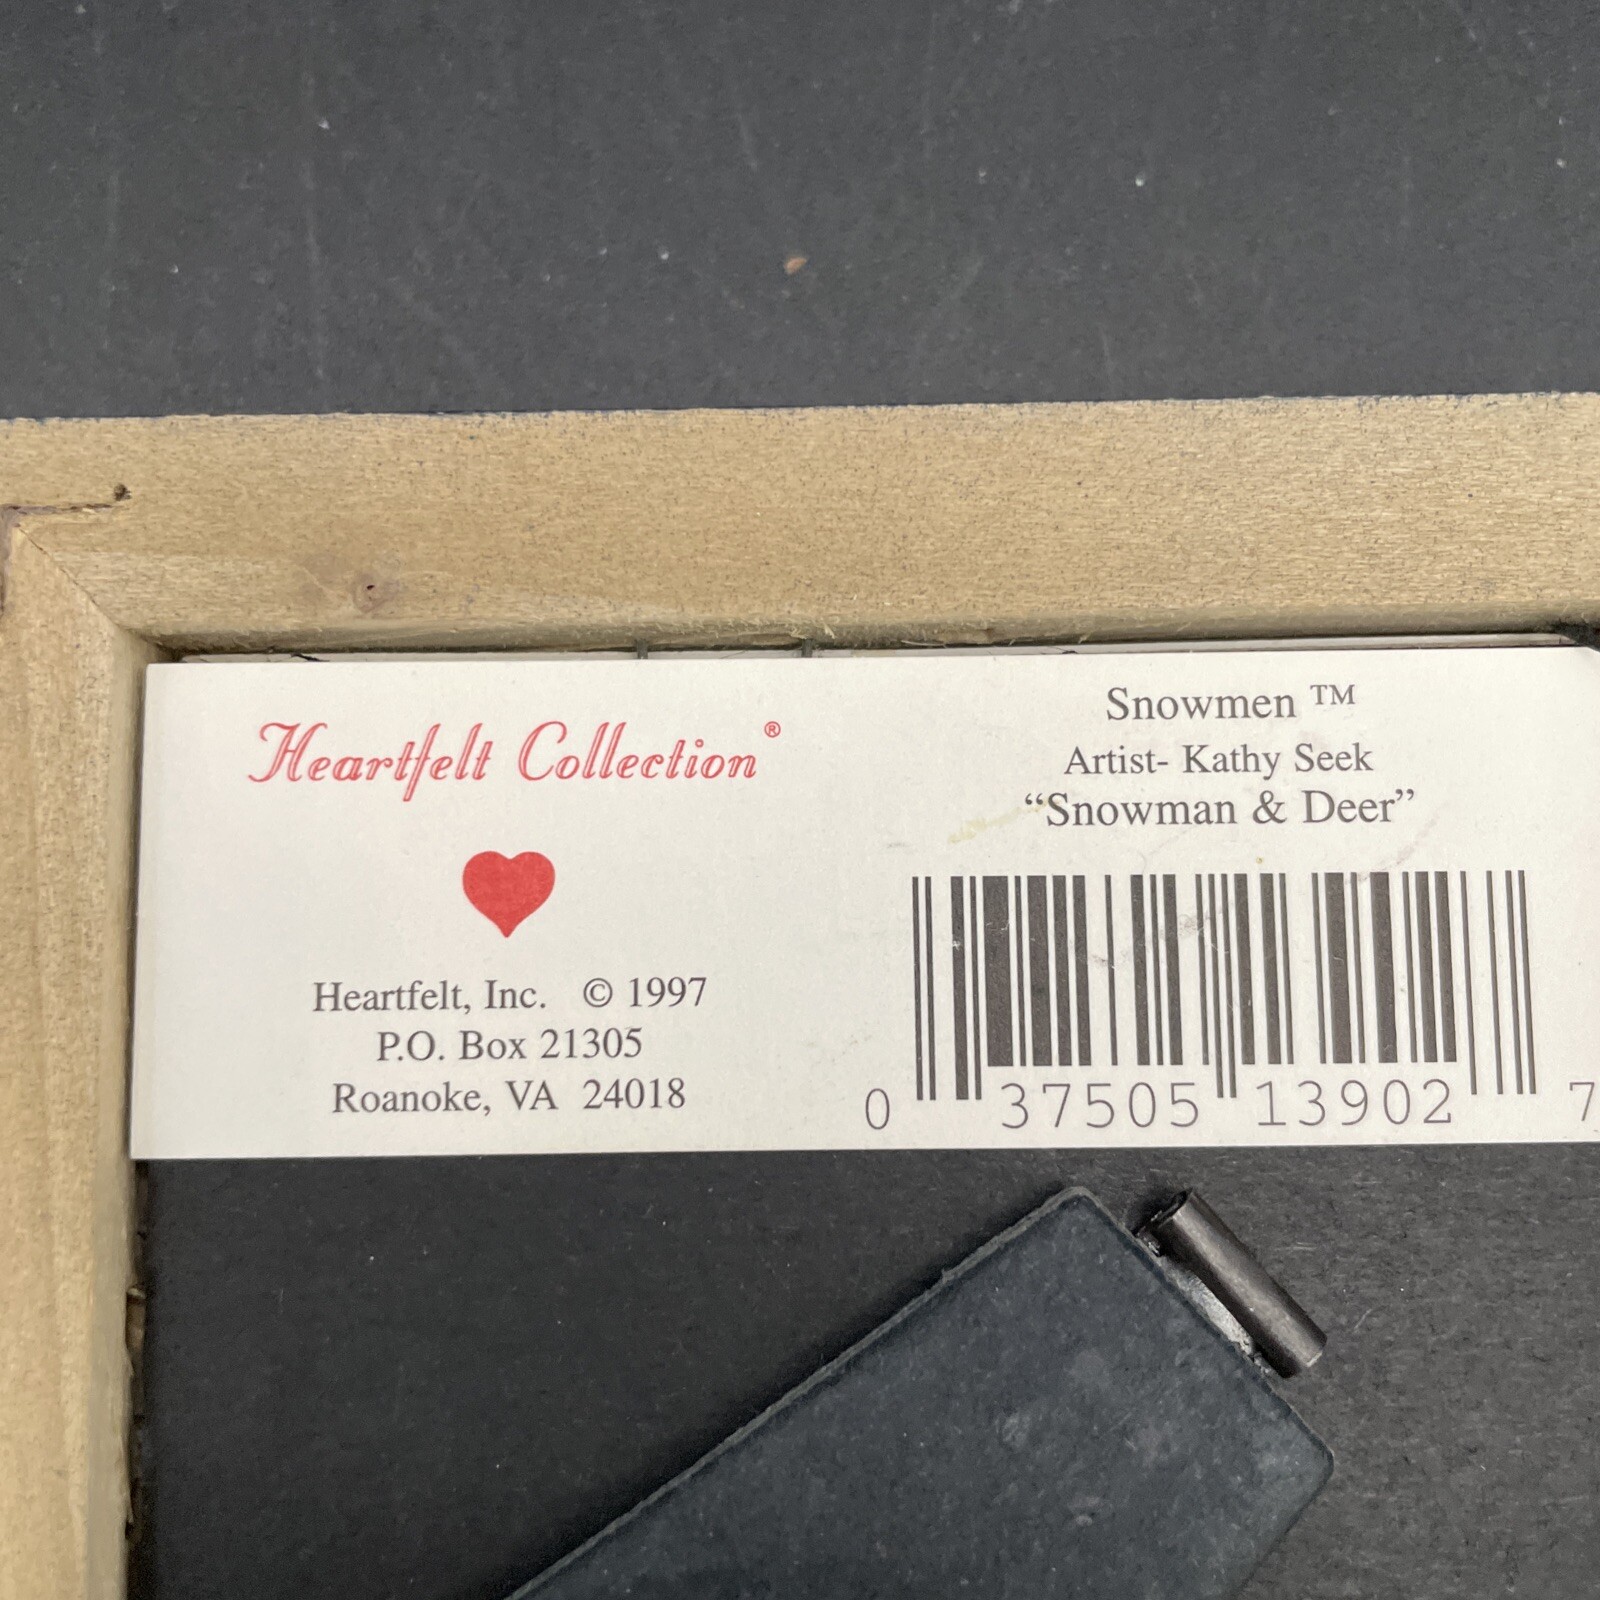 Heartfelt Collection®
Heartfelt, Inc. © 1997
P.O. Box 21305
Roanoke, VA 24018
Snowmen ™
Artist- Kathy Seek
“Snowman & Deer”
0 37505 13902 7